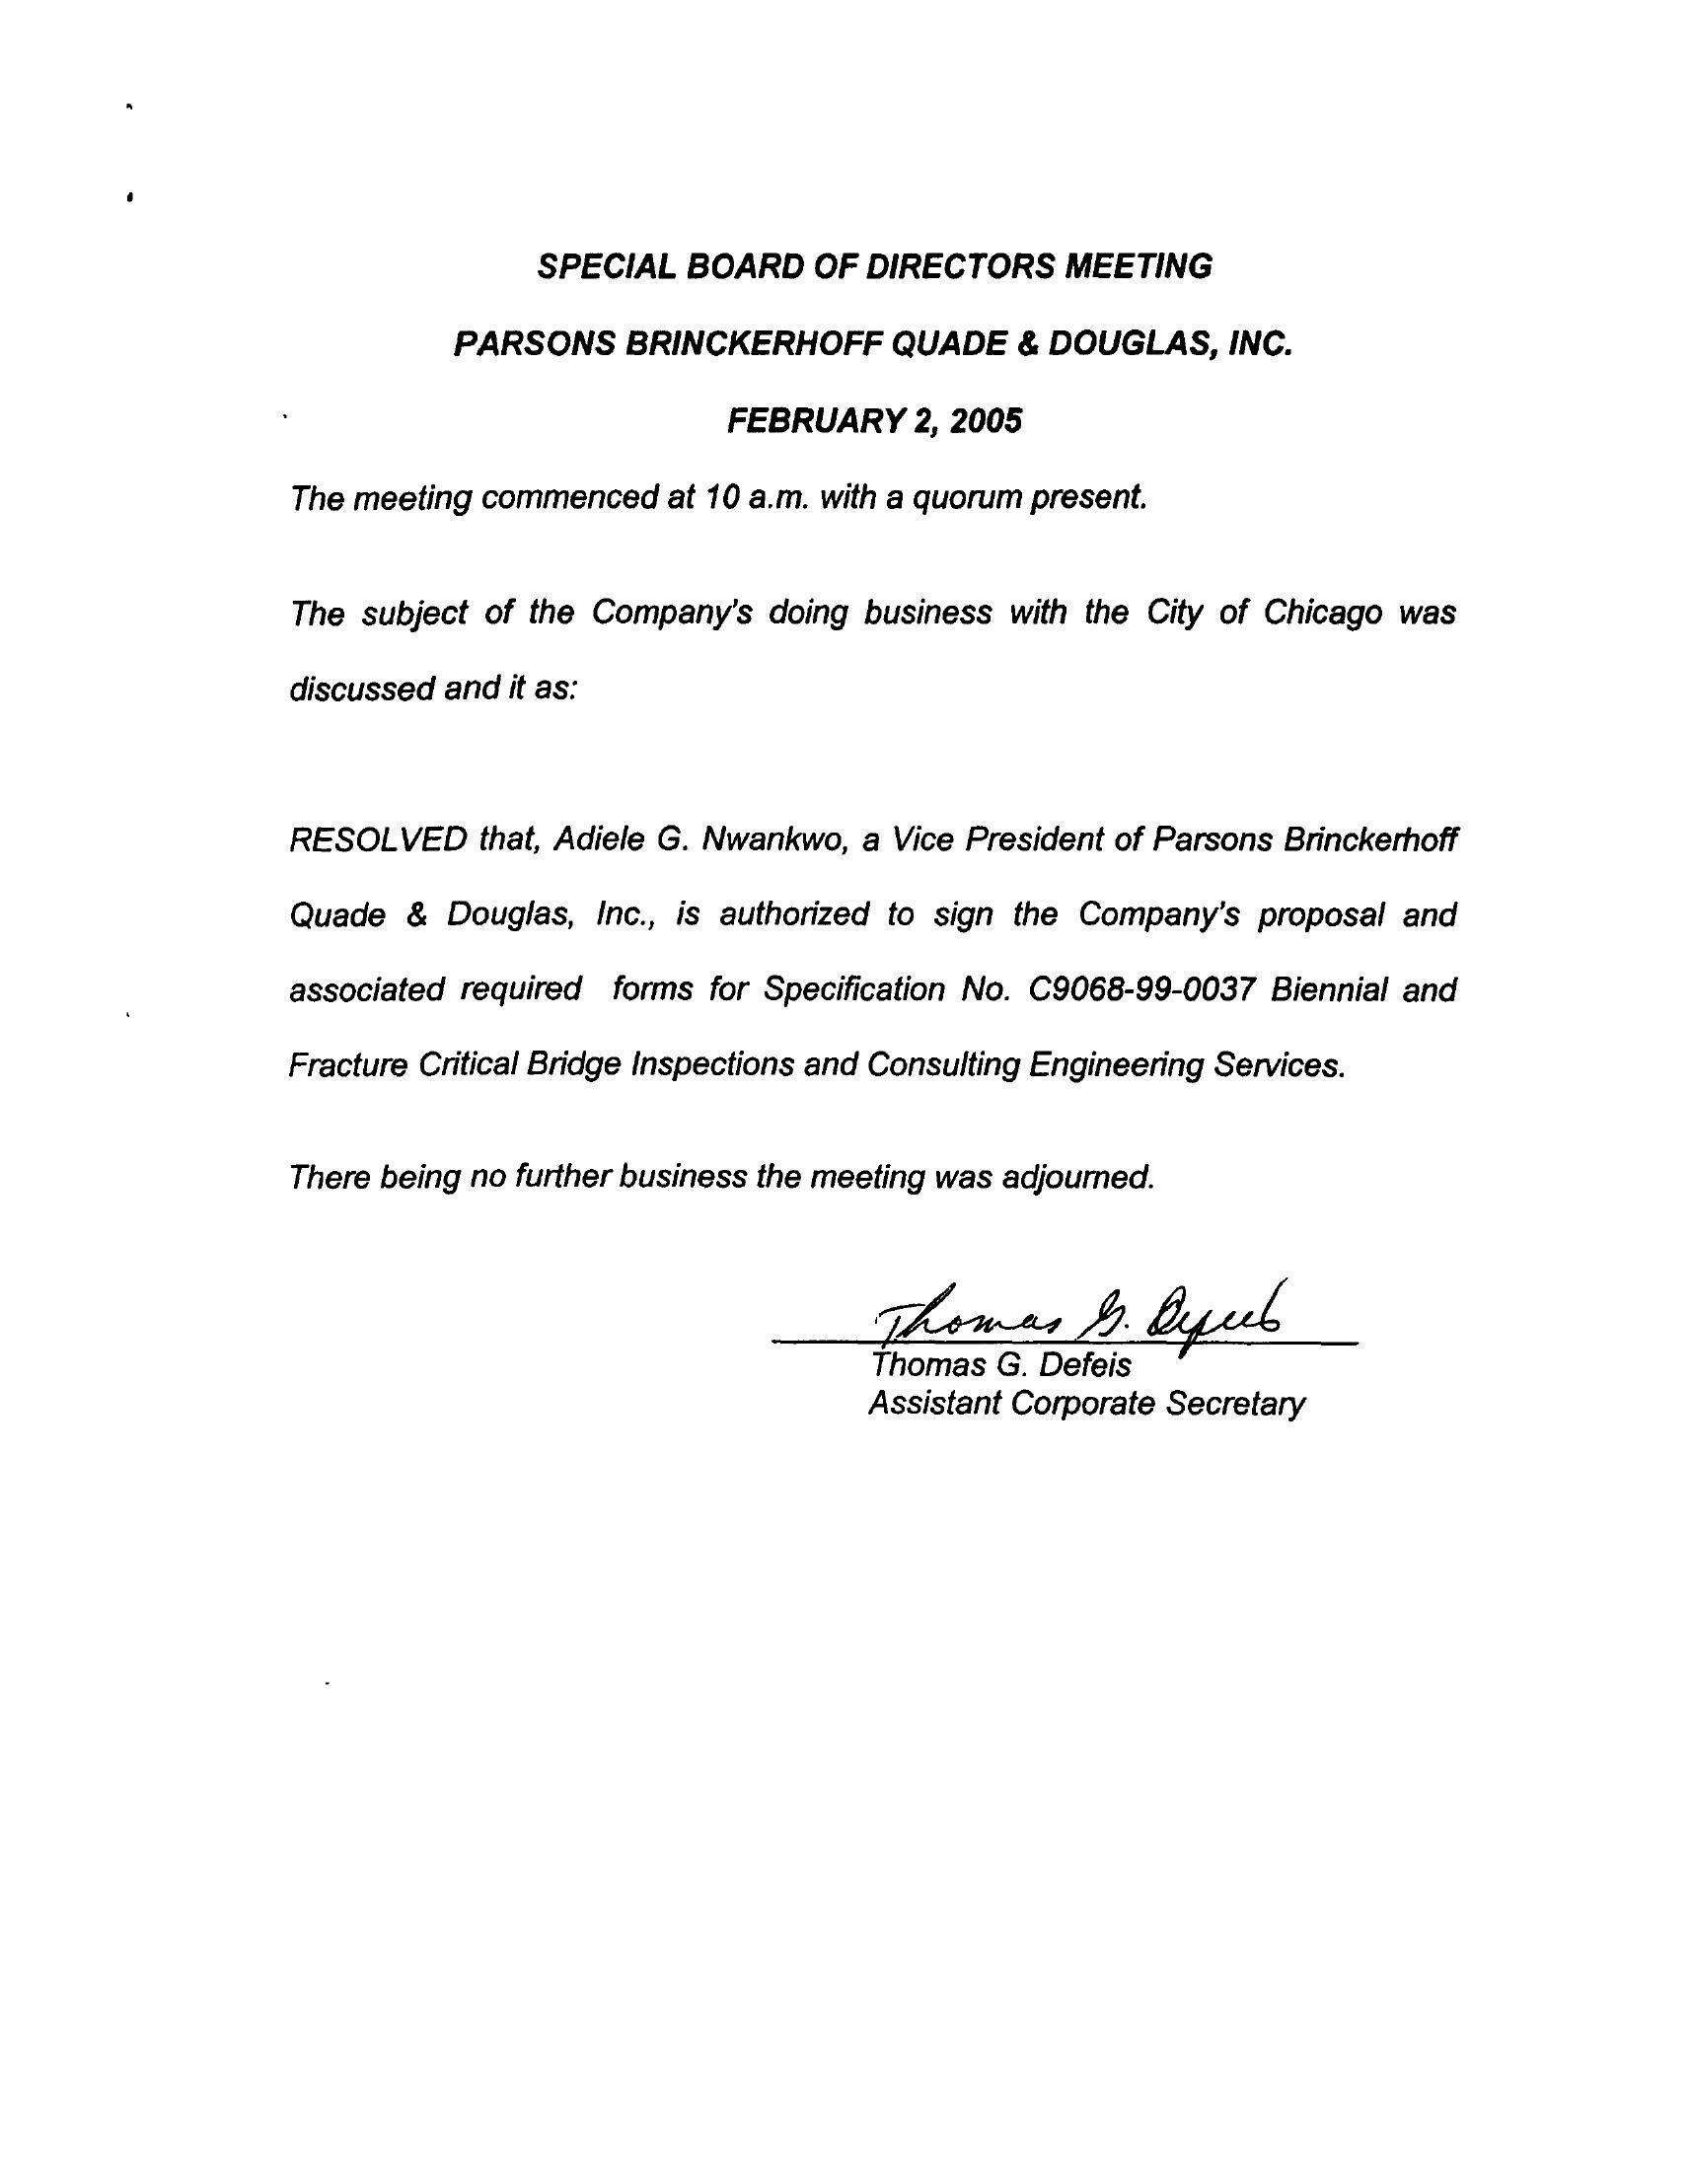 SPECIAL BOARD OF DIRECTORS MEETING
PARSONS BRINCKERHOFF QUADE & DOUGLAS, INC.
FEBRUARY 2, 2005
The meeting commenced at 10 a.m. with a quorum present.
The subject of the Company's doing business with the City of Chicago was
discussed and it as:
RESOLVED that, Adiele G. Nwankwo, a Vice President of Parsons Brinckerhoff
Quade & Douglas, Inc., is authorized to sign the Company's proposal and
associated required forms for Specification No. C9068-99-0037 Biennial and
Fracture Critical Bridge Inspections and Consulting Engineering Services.
There being no further business the meeting was adjourned.
Thomas G. Defeis
Thomas G. Defeis
Assistant Corporate Secretary